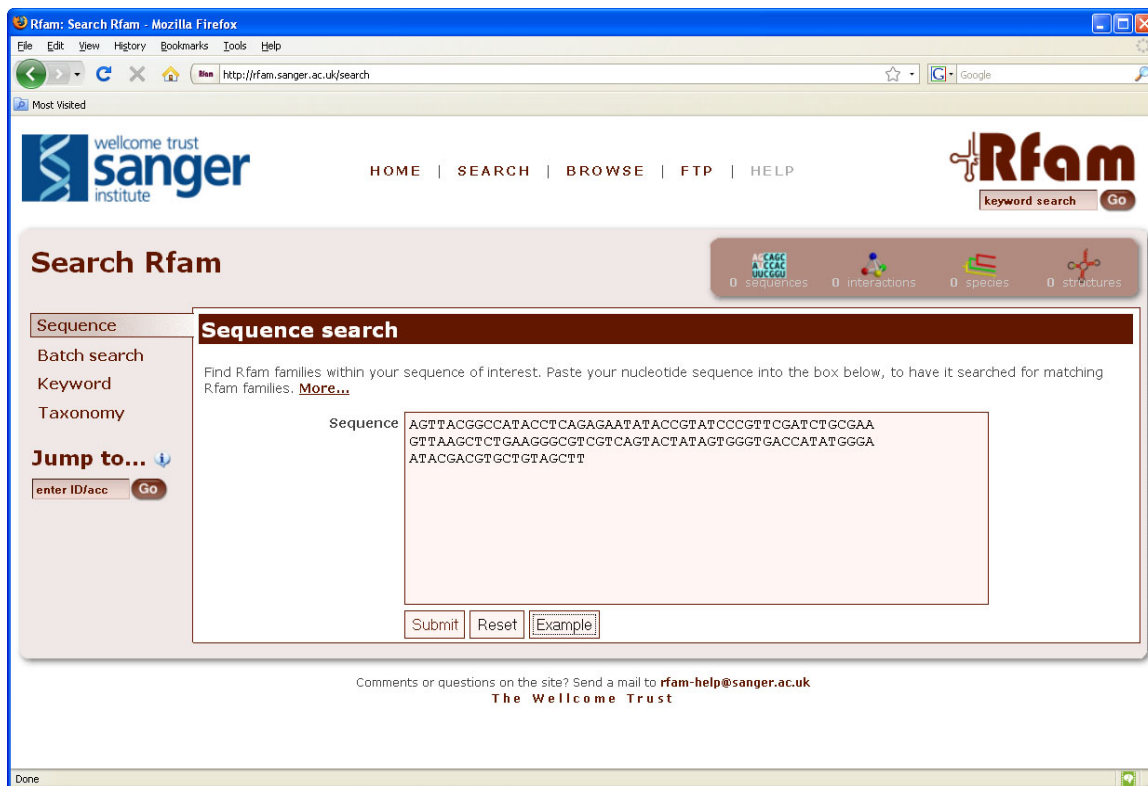 Rfam: Search Rfam - Mozilla Firefox
File Edit View History Bookmarks Tools Help
Rfam http://rfam.sanger.ac.uk/search
G Google
Most Visited
wellcome trust
sanger
institute
HOME | SEARCH | BROWSE | FTP | HELP
Rfam
keyword search Go
Search Rfam
AGCAGC
A CCAC
UUCGGU
0 sequences 0 interactions 0 species 0 structures
Sequence
Batch search
Keyword
Taxonomy
Jump to... i
enter ID/acc Go
Sequence search
Find Rfam families within your sequence of interest. Paste your nucleotide sequence into the box below, to have it searched for matching
Rfam families. More...
Sequence
AGTTACGGCCATACCTCAGAGAATATACCGTATCCCGTTCGATCTGCGAA
GTTAAGCTCTGAAGGGCGTCGTCAGTACTATAGTGGGTGACCATATGGGA
ATACGACGTGCTGTAGCTT
Submit Reset Example
Comments or questions on the site? Send a mail to rfam-help@sanger.ac.uk
The Wellcome Trust
Done